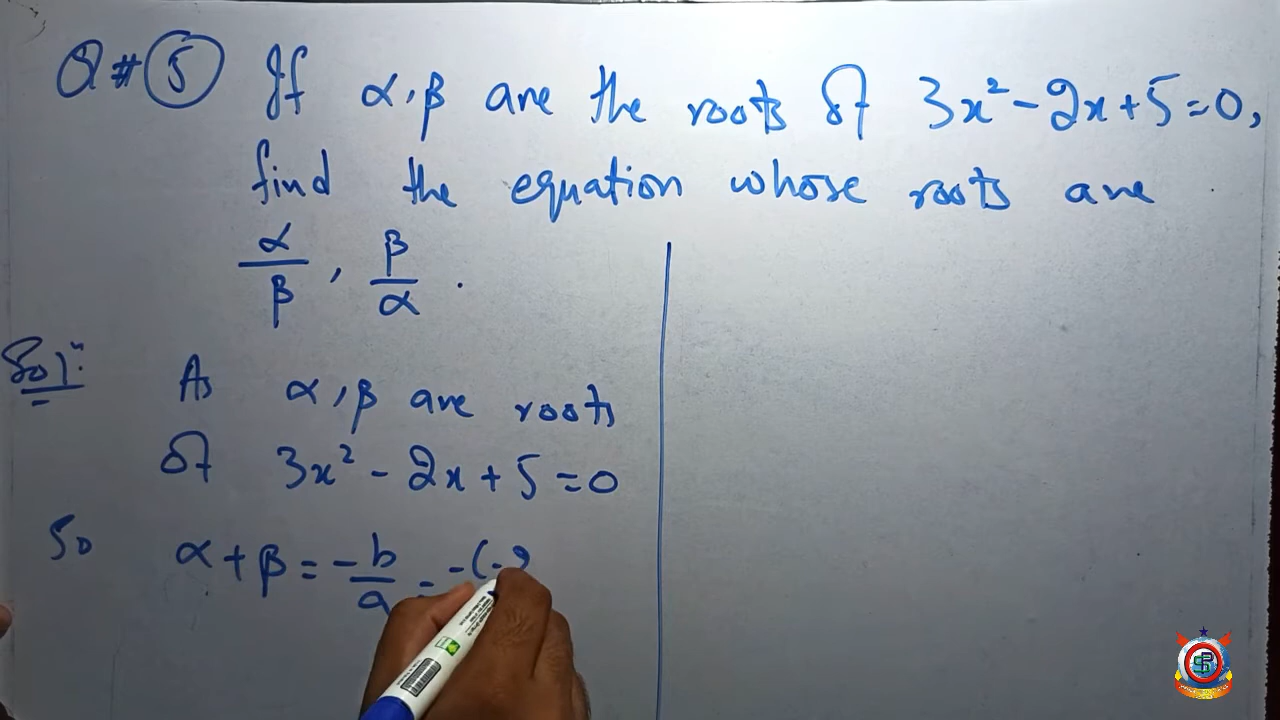 Q # 5 If α, β are the roots of 3x² - 2x + 5 = 0,
find the equation whose roots are
α/β , β/α .
Sol:
As α, β are roots
of 3x² - 2x + 5 = 0
So α + β = -b/a = -(-2